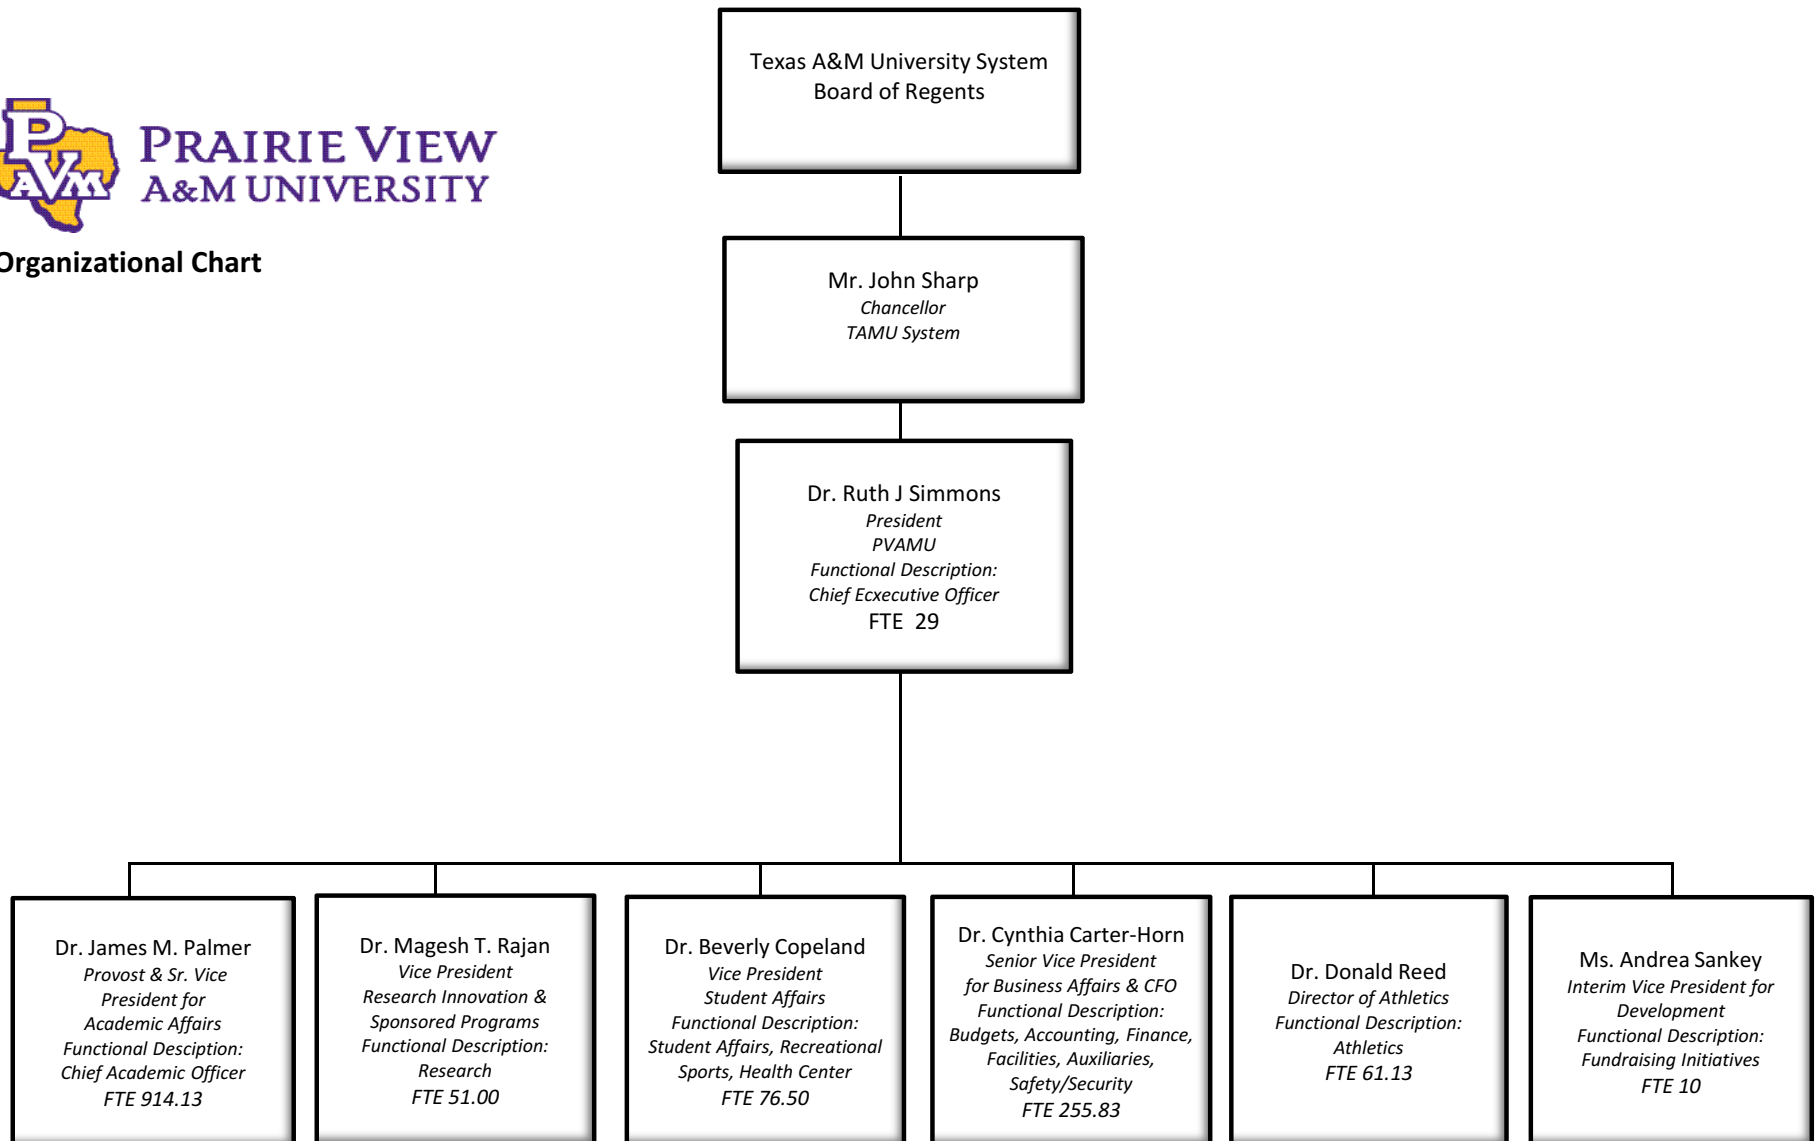 Texas A&M University System
Board of Regents
PVAMU
PRAIRIE VIEW
A&M UNIVERSITY
Organizational Chart
Mr. John Sharp
Chancellor
TAMU System
Dr. Ruth J Simmons
President
PVAMU
Functional Description:
Chief Ecxecutive Officer
FTE 29
Dr. James M. Palmer
Provost & Sr. Vice
President for
Academic Affairs
Functional Desciption:
Chief Academic Officer
FTE 914.13
Dr. Magesh T. Rajan
Vice President
Research Innovation &
Sponsored Programs
Functional Description:
Research
FTE 51.00
Dr. Beverly Copeland
Vice President
Student Affairs
Functional Description:
Student Affairs, Recreational
Sports, Health Center
FTE 76.50
Dr. Cynthia Carter-Horn
Senior Vice President
for Business Affairs & CFO
Functional Description:
Budgets, Accounting, Finance,
Facilities, Auxiliaries,
Safety/Security
FTE 255.83
Dr. Donald Reed
Director of Athletics
Functional Description:
Athletics
FTE 61.13
Ms. Andrea Sankey
Interim Vice President for
Development
Functional Description:
Fundraising Initiatives
FTE 10